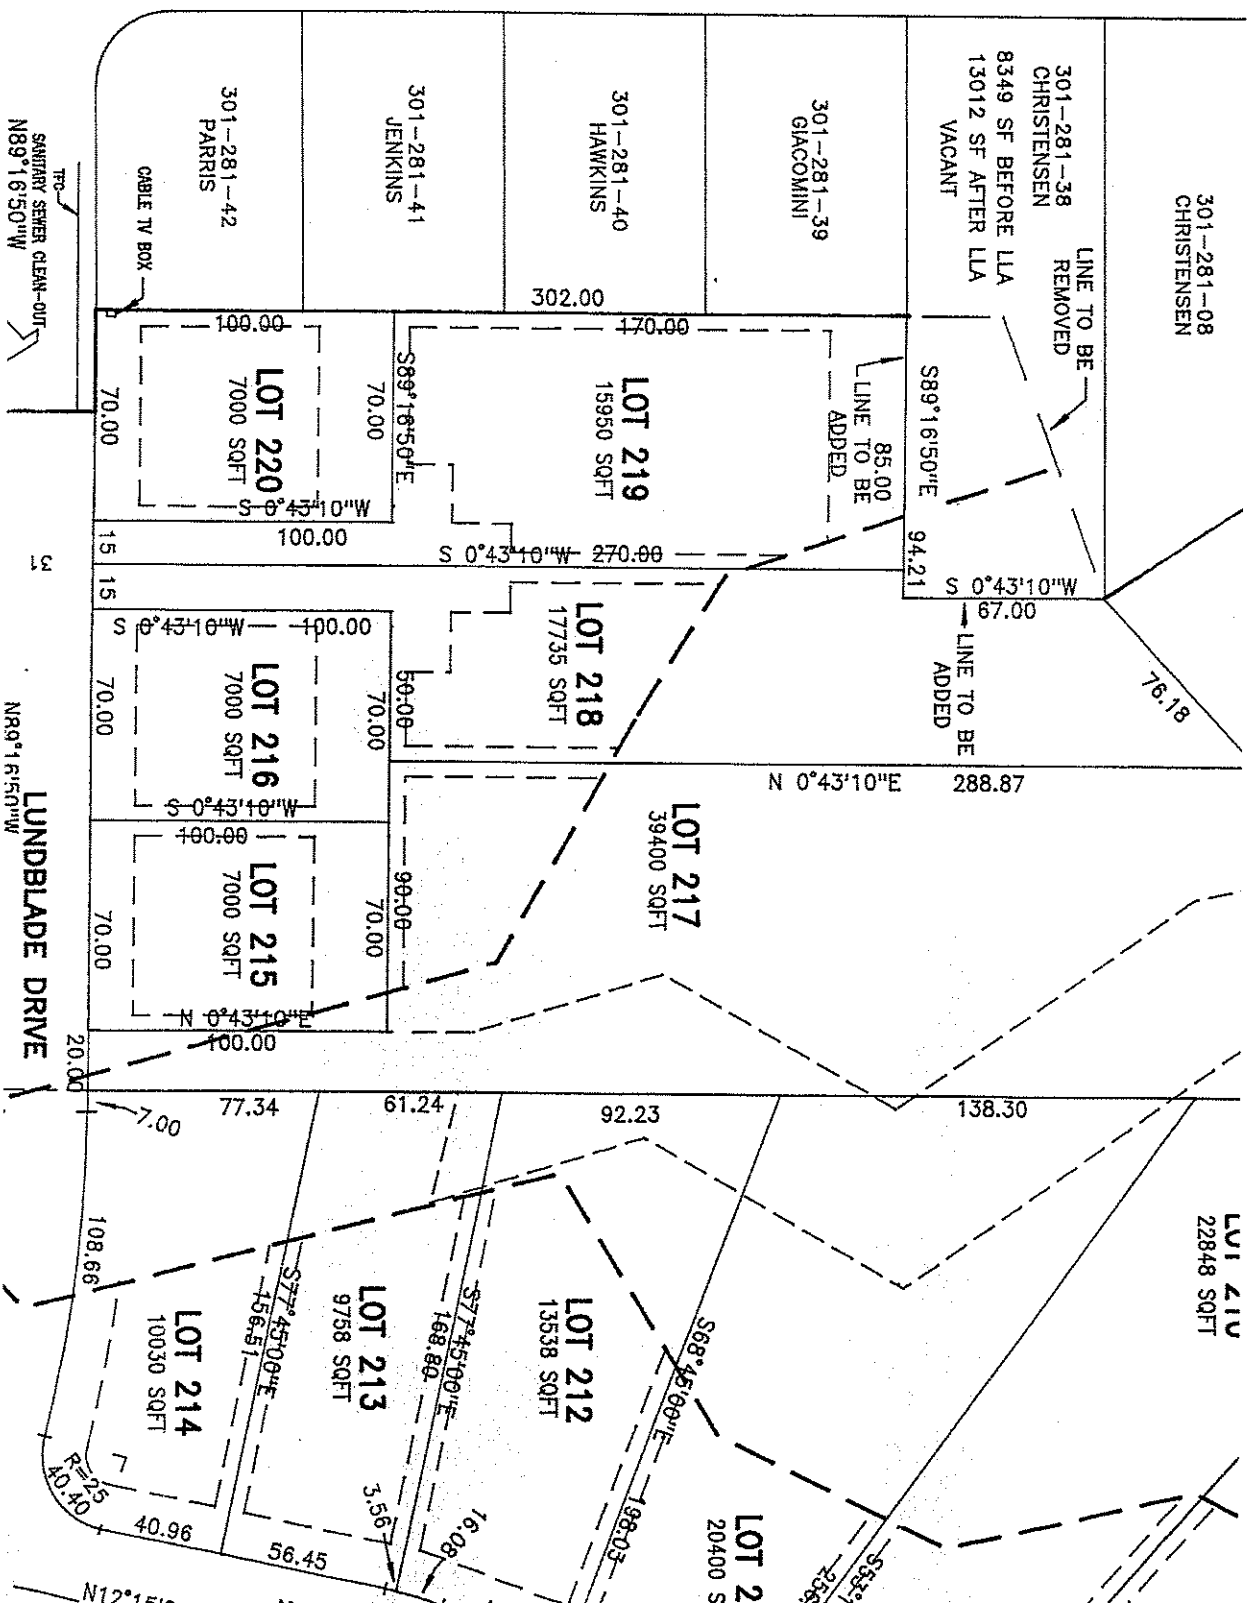 301-281-08
CHRISTENSEN
LINE TO BE
REMOVED
301-281-38
CHRISTENSEN
8349 SF BEFORE LLA
13012 SF AFTER LLA
VACANT
301-281-39
GIACOMINI
301-281-40
HAWKINS
301-281-41
JENKINS
301-281-42
PARRIS
CABLE TV BOX
TFC
SANITARY SEWER CLEAN-OUT
N89°16'50"W
302.00
S89°16'50"E
85.00
LINE TO BE
ADDED
94.21
S 0°43'10"W
67.00
LINE TO BE
ADDED
76.18
170.00
LOT 219
15950 SQFT
S89°16'50"E
70.00
100.00
LOT 220
7000 SQFT
70.00
S 0°43'10"W
100.00
S 0°43'10"W 270.00
15
15
31
LOT 218
17735 SQFT
50.00
S 0°43'10"W 100.00
70.00
LOT 216
7000 SQFT
70.00
S 0°43'10"W
100.00
N 0°43'10"E 288.87
LOT 217
39400 SQFT
90.00
70.00
LOT 215
7000 SQFT
70.00
N 0°43'10"E
100.00
N89°16'50"W
LUNDBLADE DRIVE
20.00
7.00
77.34
61.24
92.23
138.30
108.66
22848 SQFT
LOT 214
10030 SQFT
S77°45'00"E
156.51
LOT 213
9758 SQFT
S77°45'00"E
168.80
LOT 212
13538 SQFT
S68°45'00"E
198.03
LOT 2
20400 S
R=25
40.40
40.96
56.45
3.56
16.08